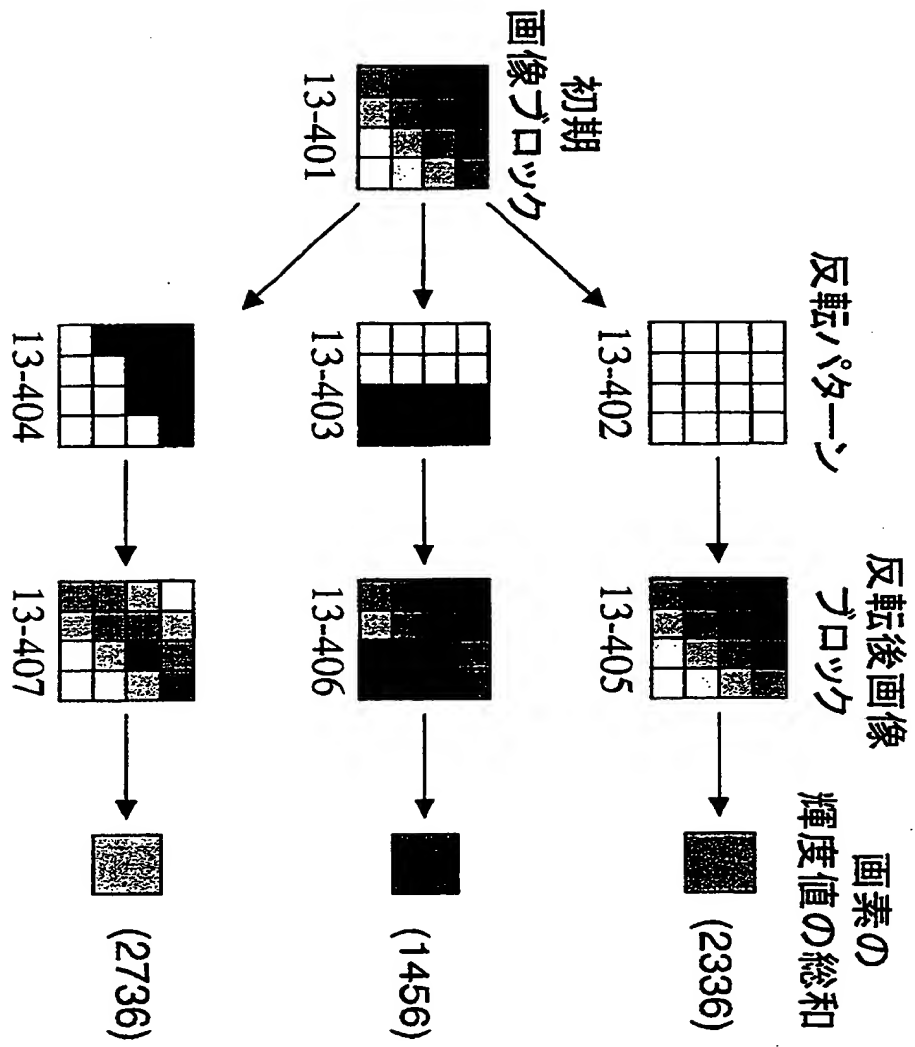 初期
画像ブロック
13-401
反転パターン
13-402
13-403
13-404
反転後画像
ブロック
13-405
13-406
13-407
画素の
輝度値の総和
(2336)
(1456)
(2736)